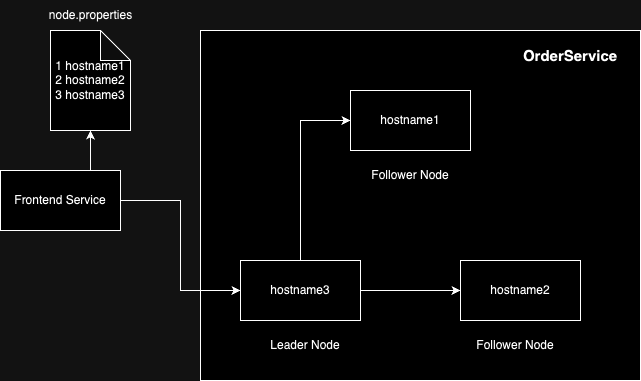 node.properties
1 hostname1
2 hostname2
3 hostname3
OrderService
hostname1
Follower Node
Frontend Service
hostname3
hostname2
Leader Node
Follower Node